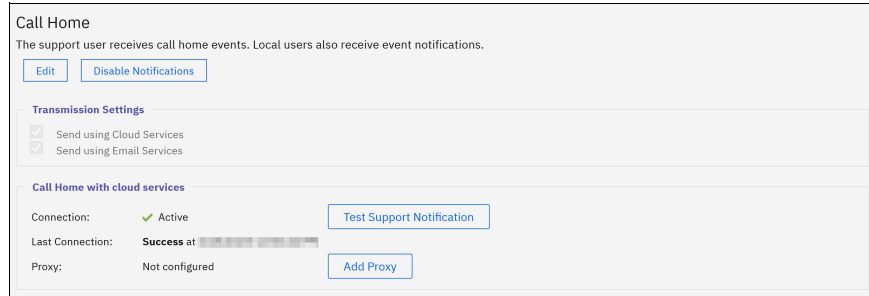 Call Home
The support user receives call home events. Local users also receive event notifications.
Edit Disable Notifications
Transmission Settings
Send using Cloud Services
Send using Email Services
Call Home with cloud services
Connection: Active Test Support Notification
Last Connection: Success at
Proxy: Not configured Add Proxy